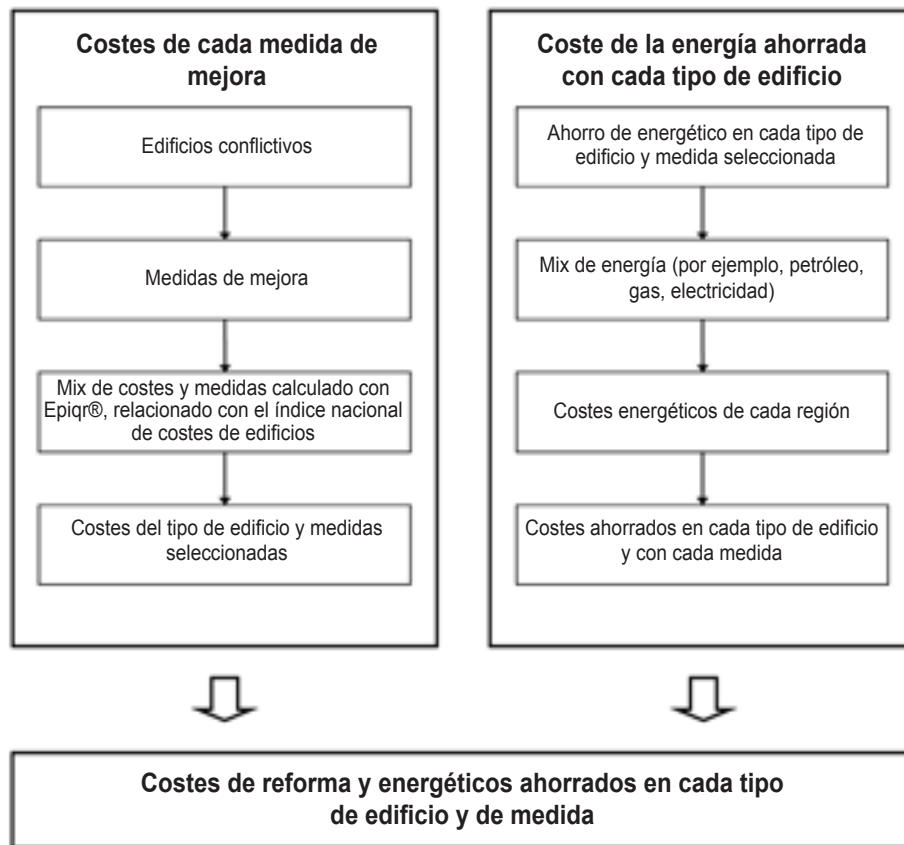 Costes de cada medida de
mejora
Edificios conflictivos
Medidas de mejora
Mix de costes y medidas calculado con
Epiqr®, relacionado con el índice nacional
de costes de edificios
Costes del tipo de edificio y medidas
seleccionadas
Coste de la energía ahorrada
con cada tipo de edificio
Ahorro de energético en cada tipo de
edificio y medida seleccionada
Mix de energía (por ejemplo, petróleo,
gas, electricidad)
Costes energéticos de cada región
Costes ahorrados en cada tipo de edificio
y con cada medida
Costes de reforma y energéticos ahorrados en cada tipo
de edificio y de medida